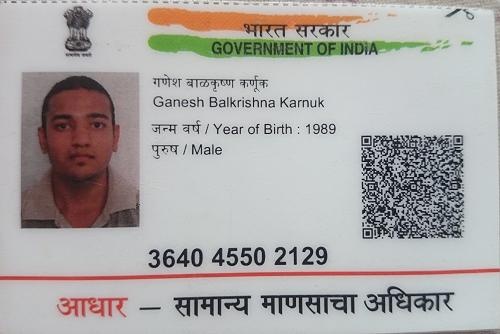 भारत सरकार
GOVERNMENT OF INDIA
गणेश बाळकृष्ण कर्णूक
Ganesh Balkrishna Karnuk
जन्म वर्ष / Year of Birth : 1989
पुरुष / Male
3640 4550 2129
आधार – सामान्य माणसाचा अधिकार